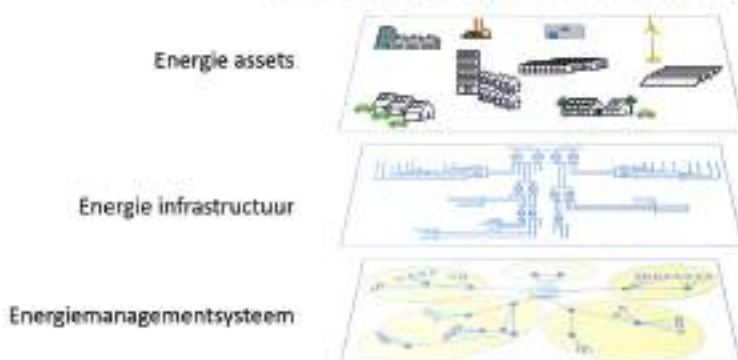 Energie assets
Energie infrastructuur
Energiemanagementsysteem